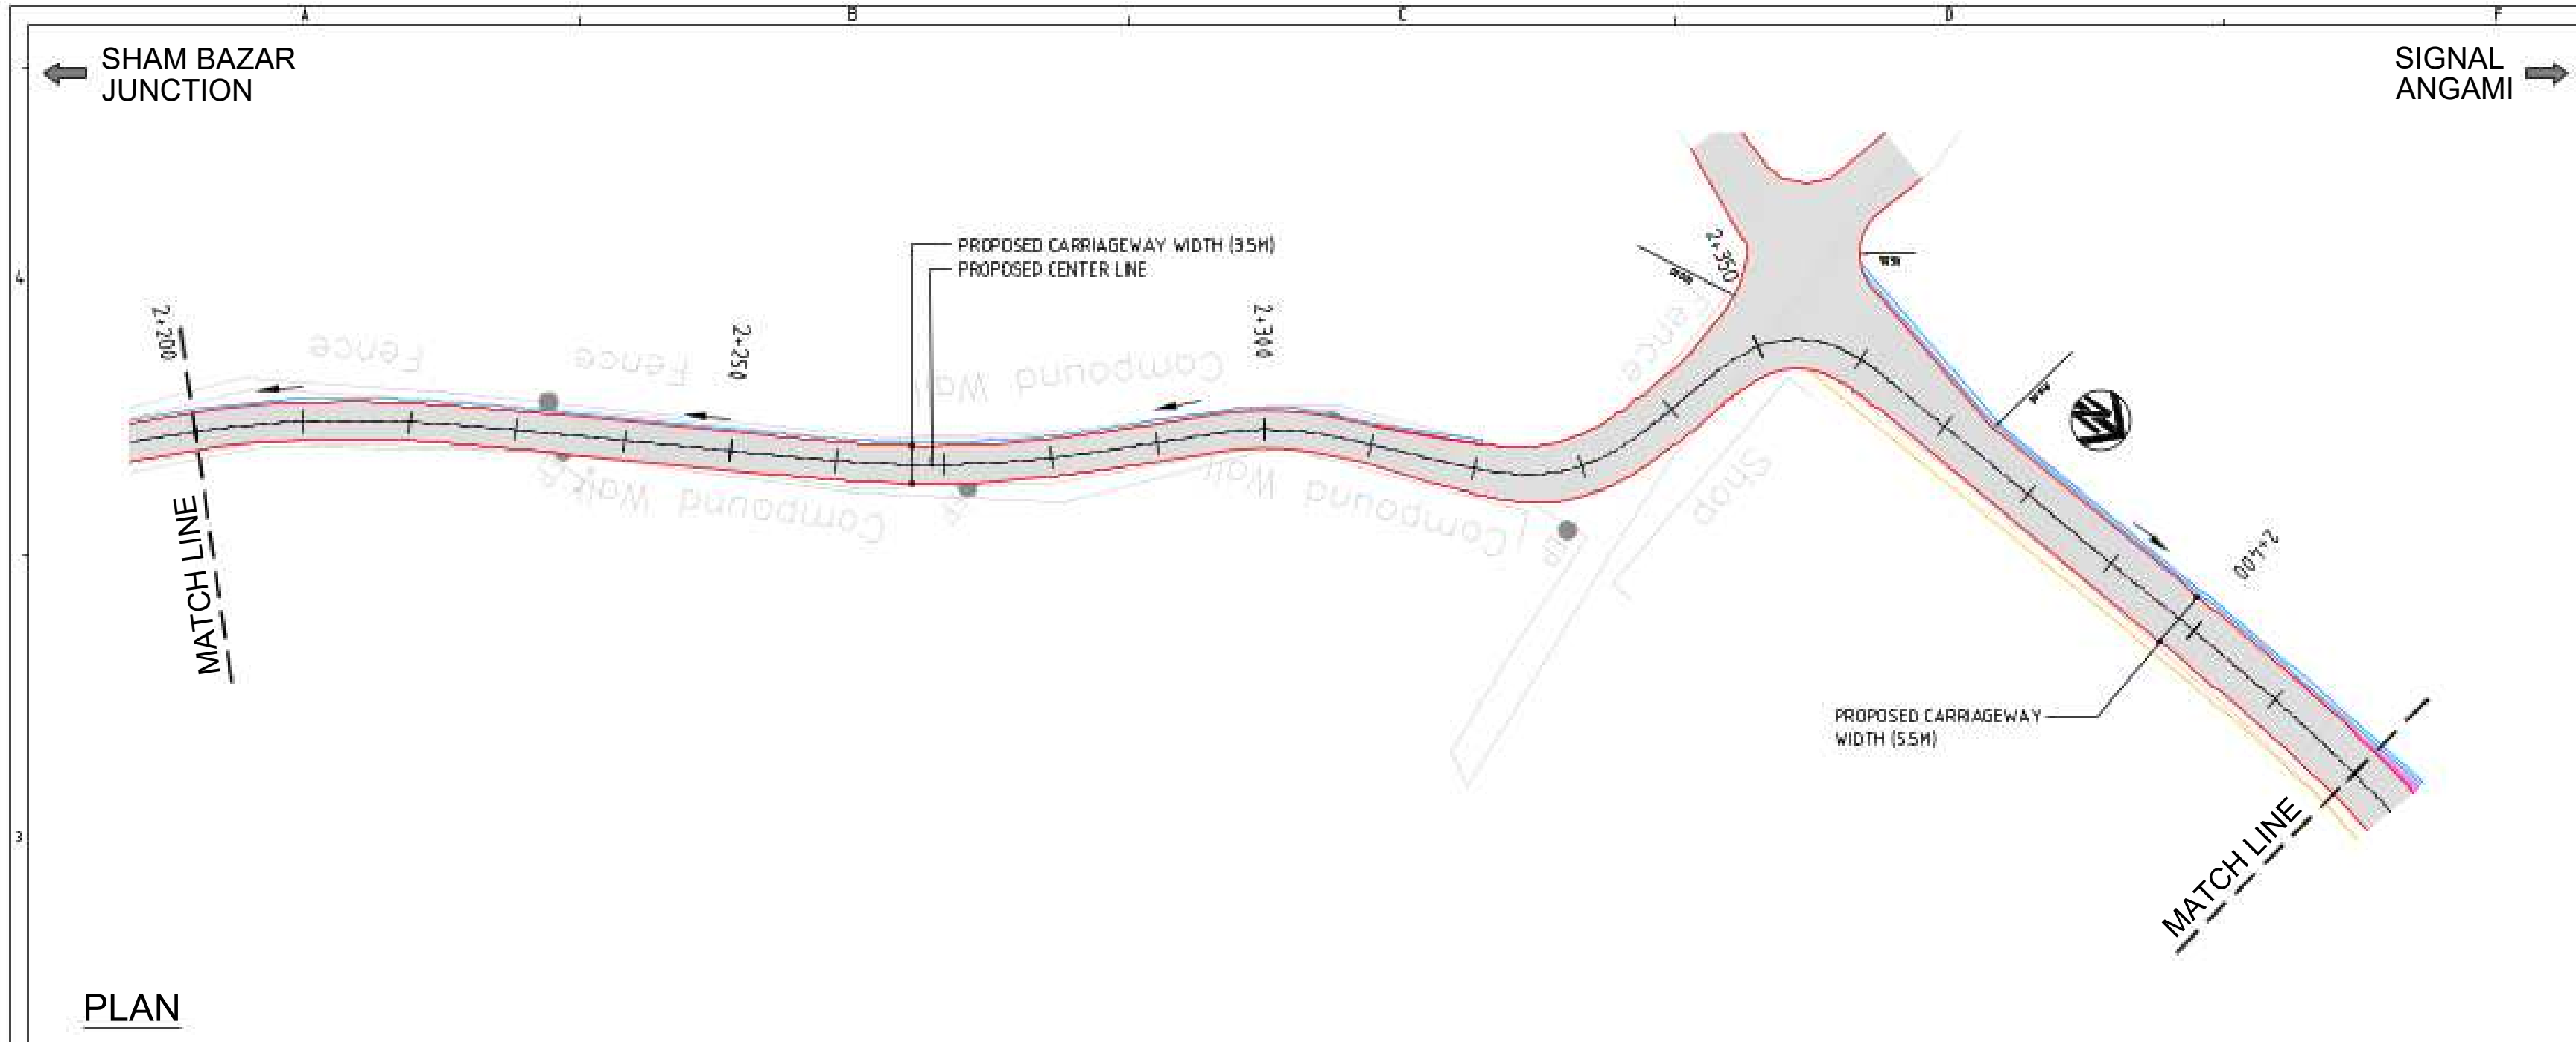 A B C D F
SHAM BAZAR
JUNCTION
SIGNAL
ANGAMI
PROPOSED CARRIAGEWAY WIDTH (3.5M)
PROPOSED CENTER LINE
4
2+200
Fence
Fence
2+250
Compound Wall
2+300
Fence
2+350
Compound Wall
EP
Compound Wall
EP
Shop
2+400
MATCH LINE
PROPOSED CARRIAGEWAY
WIDTH (5.5M)
3
MATCH LINE
PLAN